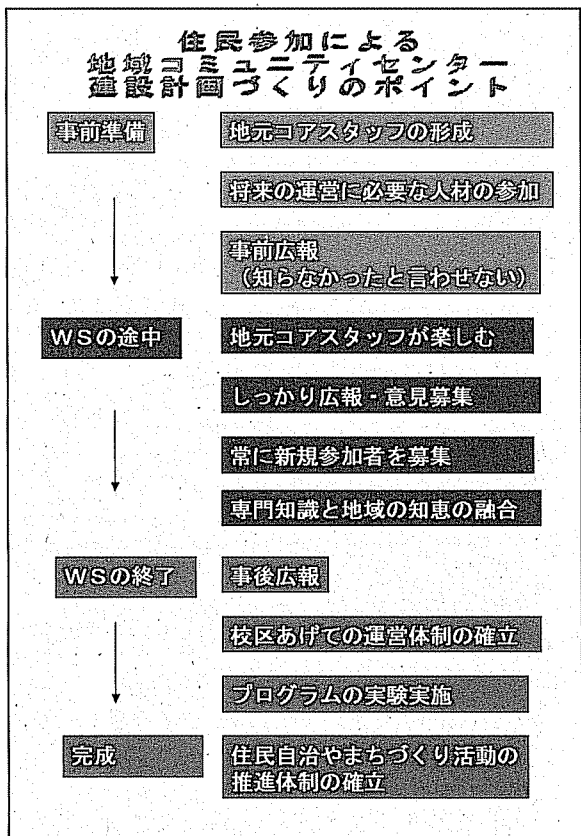 住民参加による
地域コミュニティセンター
建設計画づくりのポイント
事前準備
地元コアスタッフの形成
将来の運営に必要な人材の参加
事前広報
(知らなかったと言わせない)
WSの途中
地元コアスタッフが楽しむ
しっかり広報・意見募集
常に新規参加者を募集
専門知識と地域の知恵の融合
WSの終了
事後広報
校区あげての運営体制の確立
プログラムの実験実施
完成
住民自治やまちづくり活動の
推進体制の確立